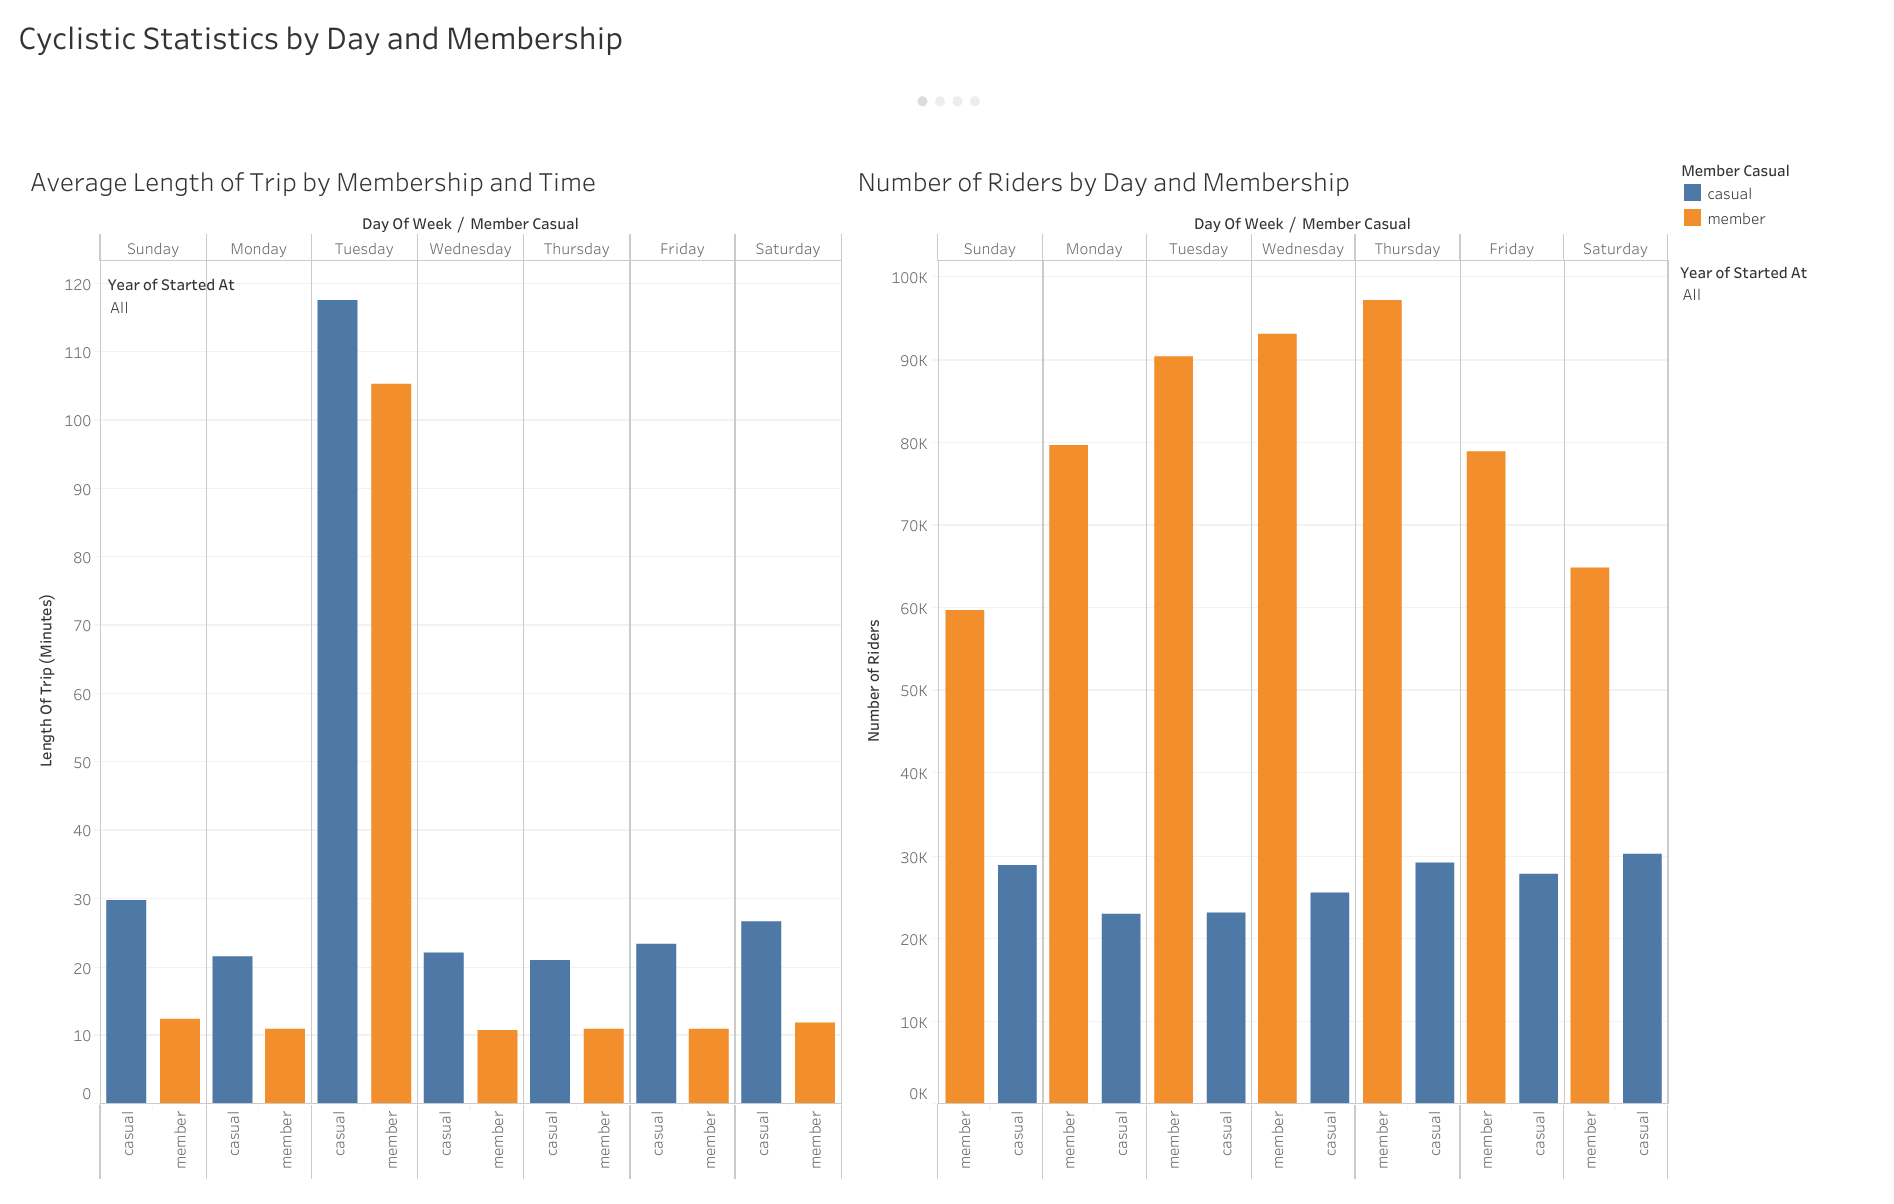 Cyclistic Statistics by Day and Membership
Average Length of Trip by Membership and Time
Day Of Week / Member Casual
Sunday Monday Tuesday Wednesday Thursday Friday Saturday
Year of Started At
All
120
110
100
90
80
70
60
50
40
30
20
10
0
Length Of Trip (Minutes)
casual member casual member casual member casual member casual member casual member casual member
Number of Riders by Day and Membership
Day Of Week / Member Casual
Sunday Monday Tuesday Wednesday Thursday Friday Saturday
100K
90K
80K
70K
60K
50K
40K
30K
20K
10K
0K
Number of Riders
member casual member casual member casual member casual member casual member casual member casual
Member Casual
casual
member
Year of Started At
All